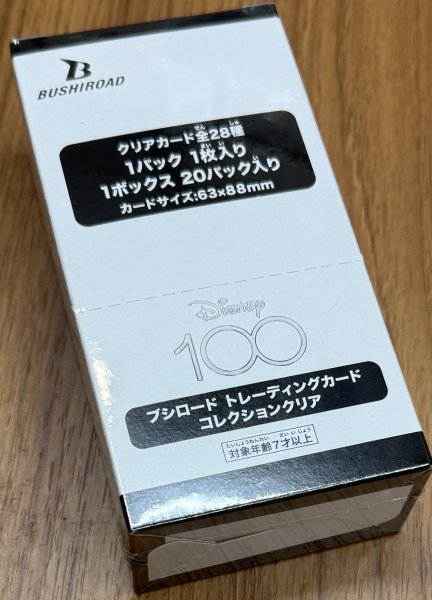 BUSHIROAD
クリアカード全28種
1パック 1枚入り
1ボックス 20パック入り
カードサイズ:63x88mm
Disney
100
ブシロード トレーディングカード
コレクションクリア
対象年齢7才以上